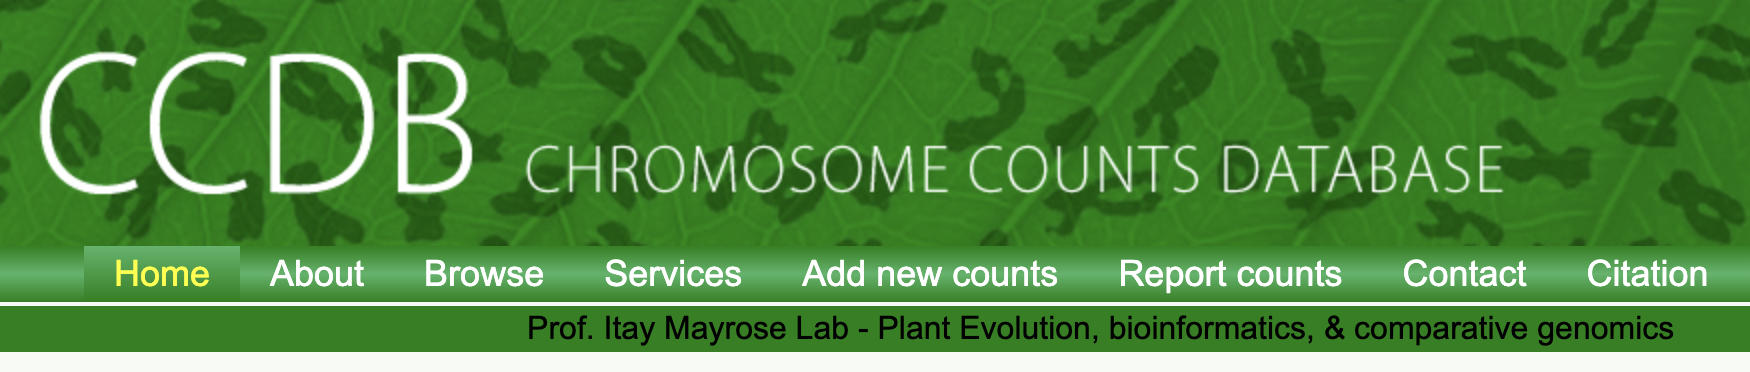 CCDB CHROMOSOME COUNTS DATABASE
Home About Browse Services Add new counts Report counts Contact Citation
Prof. Itay Mayrose Lab - Plant Evolution, bioinformatics, & comparative genomics